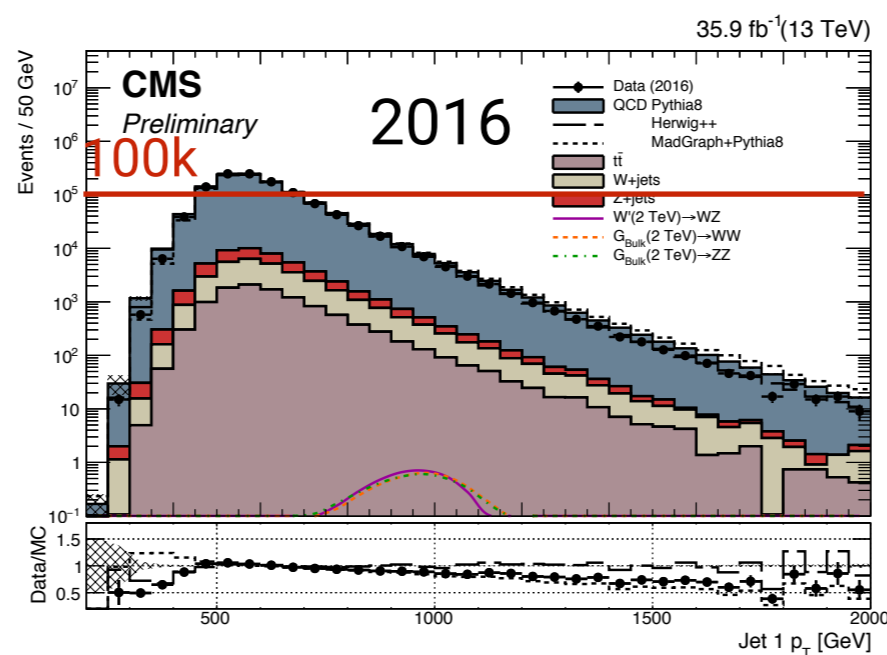 35.9 fb⁻¹(13 TeV)
Events / 50 GeV
10⁷
10⁶
10⁵
10⁴
10³
10²
10
1
10⁻¹
CMS
Preliminary
2016
100k
Data (2016)
QCD Pythia8
Herwig++
MadGraph+Pythia8
tt̄
W+jets
Z+jets
W'(2 TeV)→WZ
G_Bulk(2 TeV)→WW
G_Bulk(2 TeV)→ZZ
Data/MC
1.5
1
0.5
500 1000 1500 2000
Jet 1 p_T [GeV]